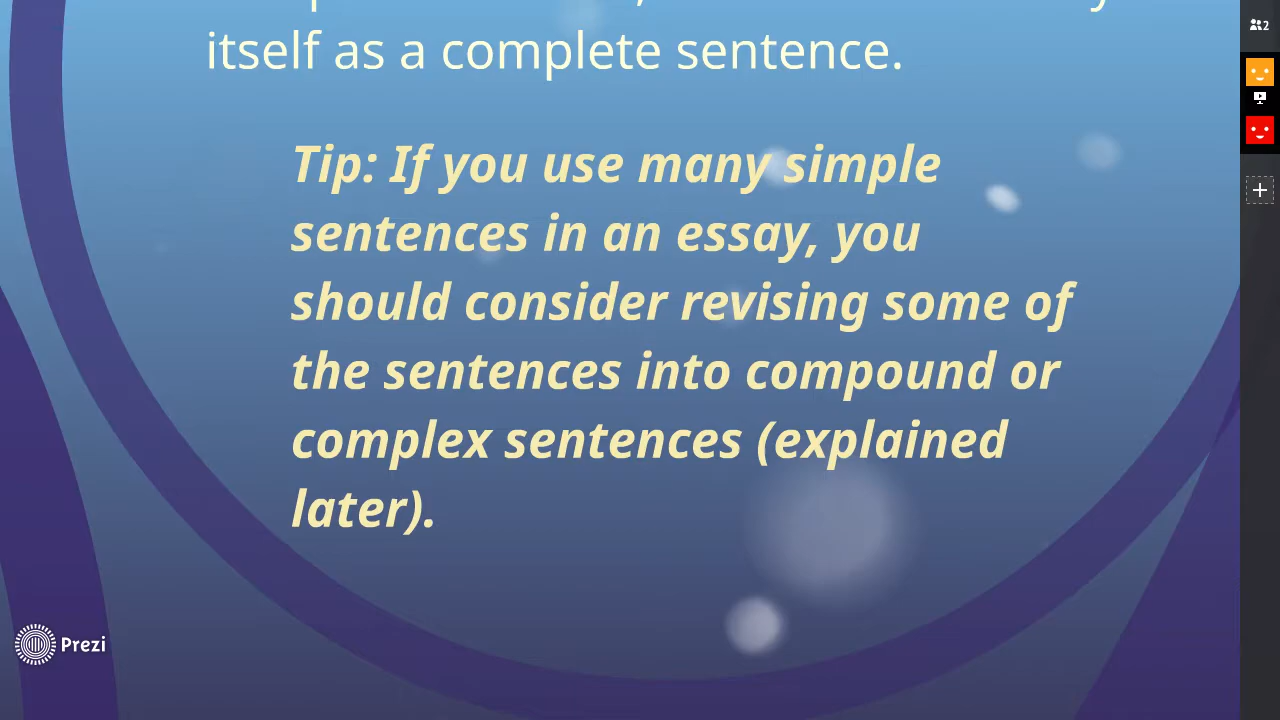 itself as a complete sentence.
Tip: If you use many simple
sentences in an essay, you
should consider revising some of
the sentences into compound or
complex sentences (explained
later).
Prezi
2